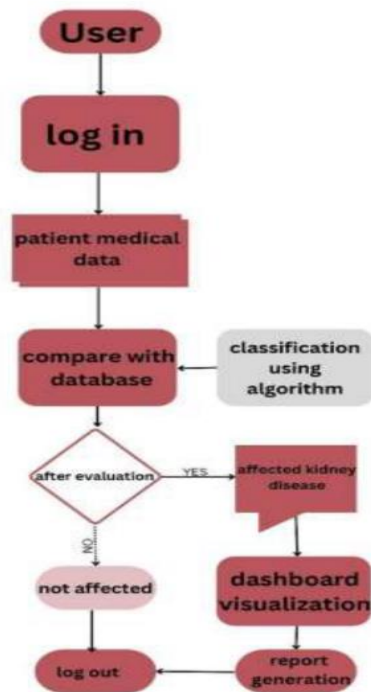 User
log in
patient medical
data
compare with
database
classification
using
algorithm
after evaluation
YES
affected kidney
disease
NO
not affected
dashboard
visualization
log out
report
generation